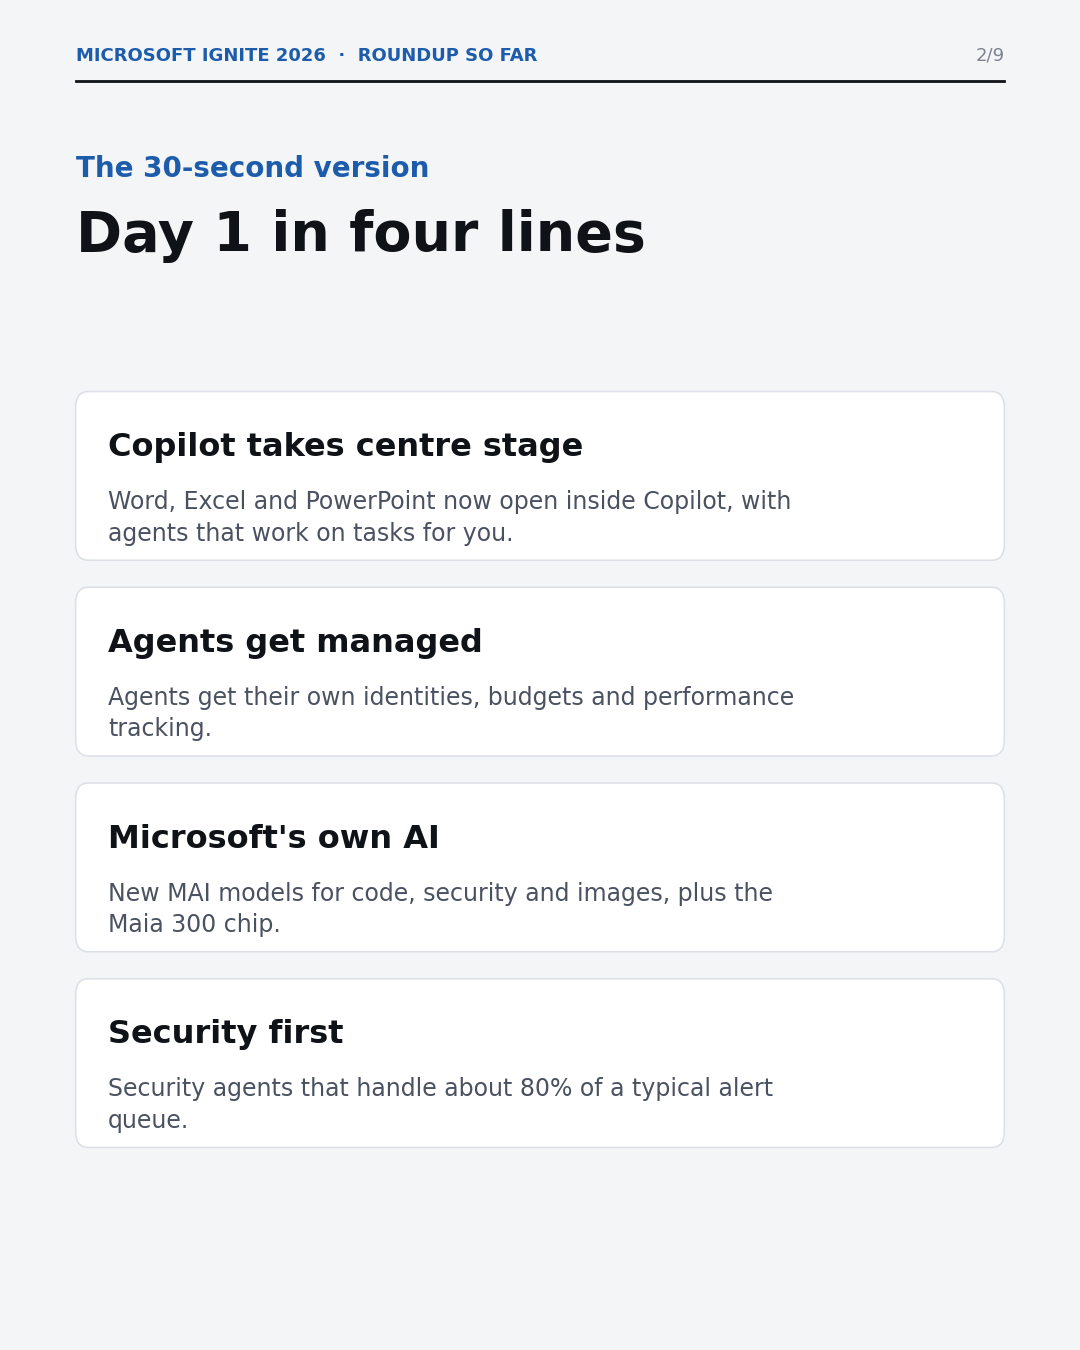 MICROSOFT IGNITE 2026 · ROUNDUP SO FAR
2/9
The 30-second version
Day 1 in four lines
Copilot takes centre stage
Word, Excel and PowerPoint now open inside Copilot, with
agents that work on tasks for you.
Agents get managed
Agents get their own identities, budgets and performance
tracking.
Microsoft's own AI
New MAI models for code, security and images, plus the
Maia 300 chip.
Security first
Security agents that handle about 80% of a typical alert
queue.